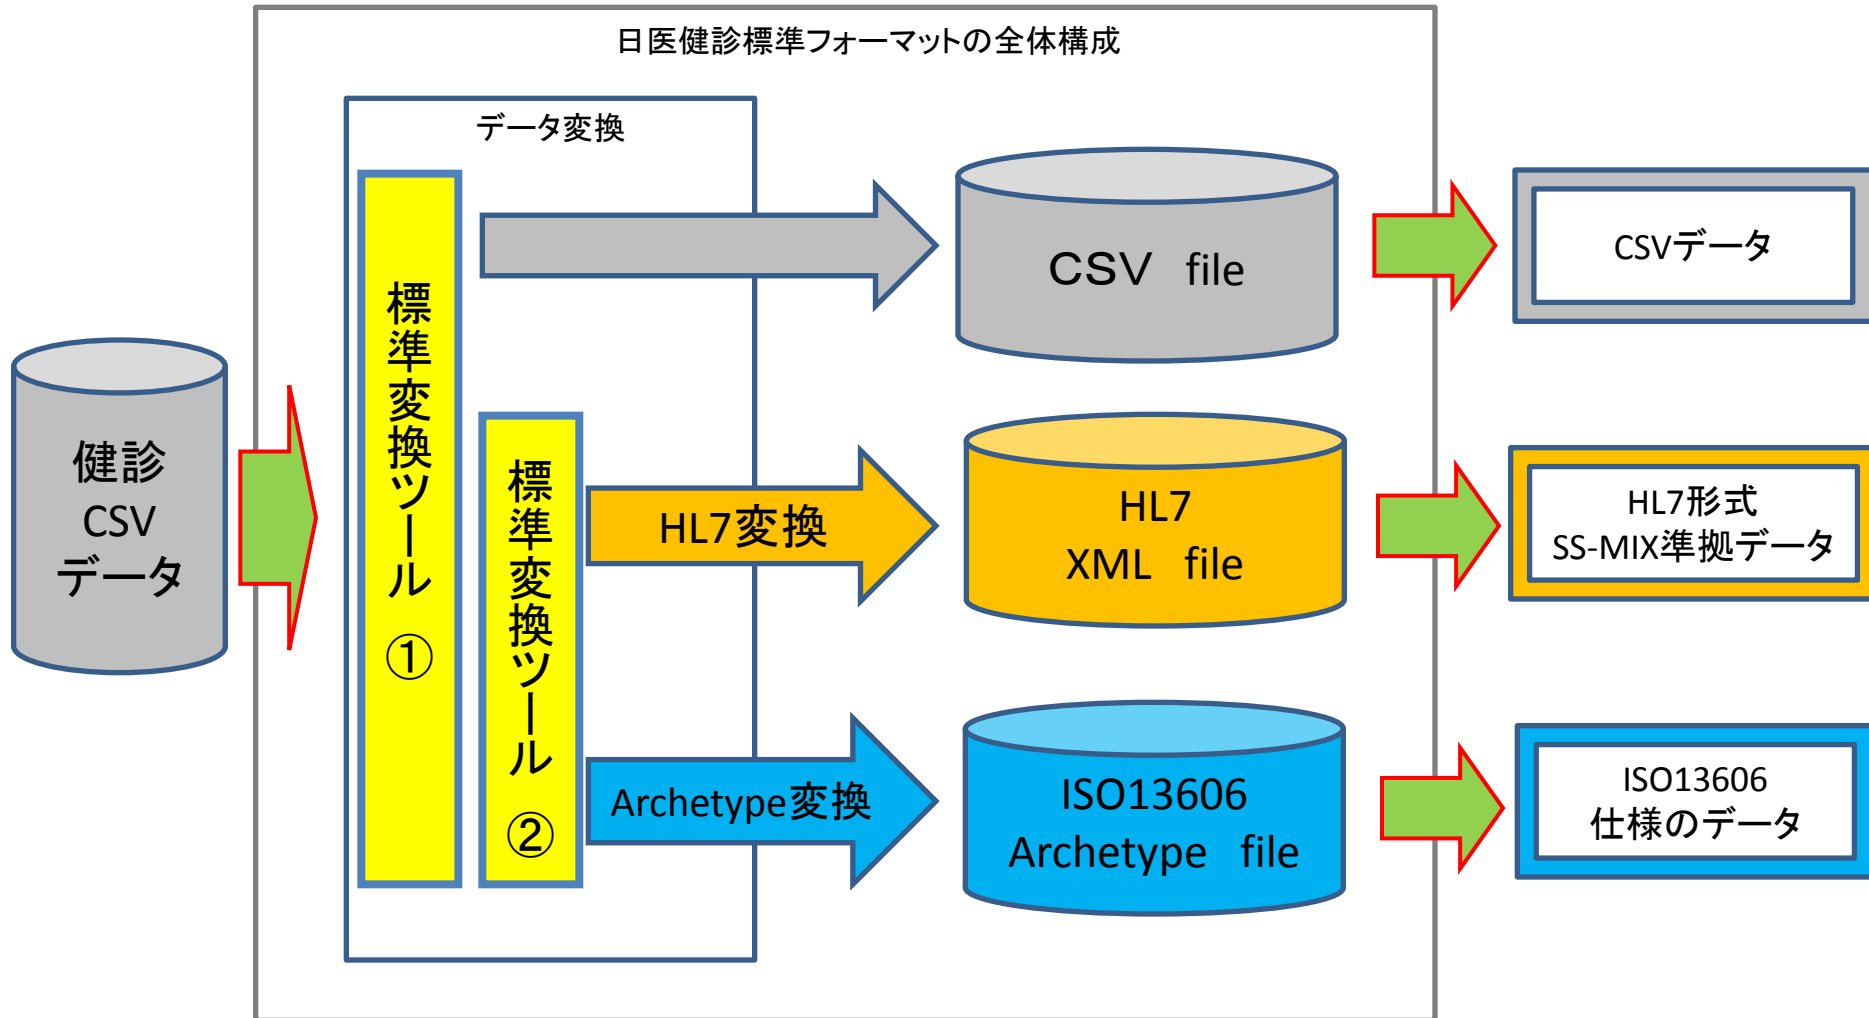 日医健診標準フォーマットの全体構成
データ変換
健診
CSV
データ
標準変換ツール ①
標準変換ツール ②
CSV file
CSVデータ
HL7変換
HL7
XML file
HL7形式
SS-MIX準拠データ
Archetype変換
ISO13606
Archetype file
ISO13606
仕様のデータ